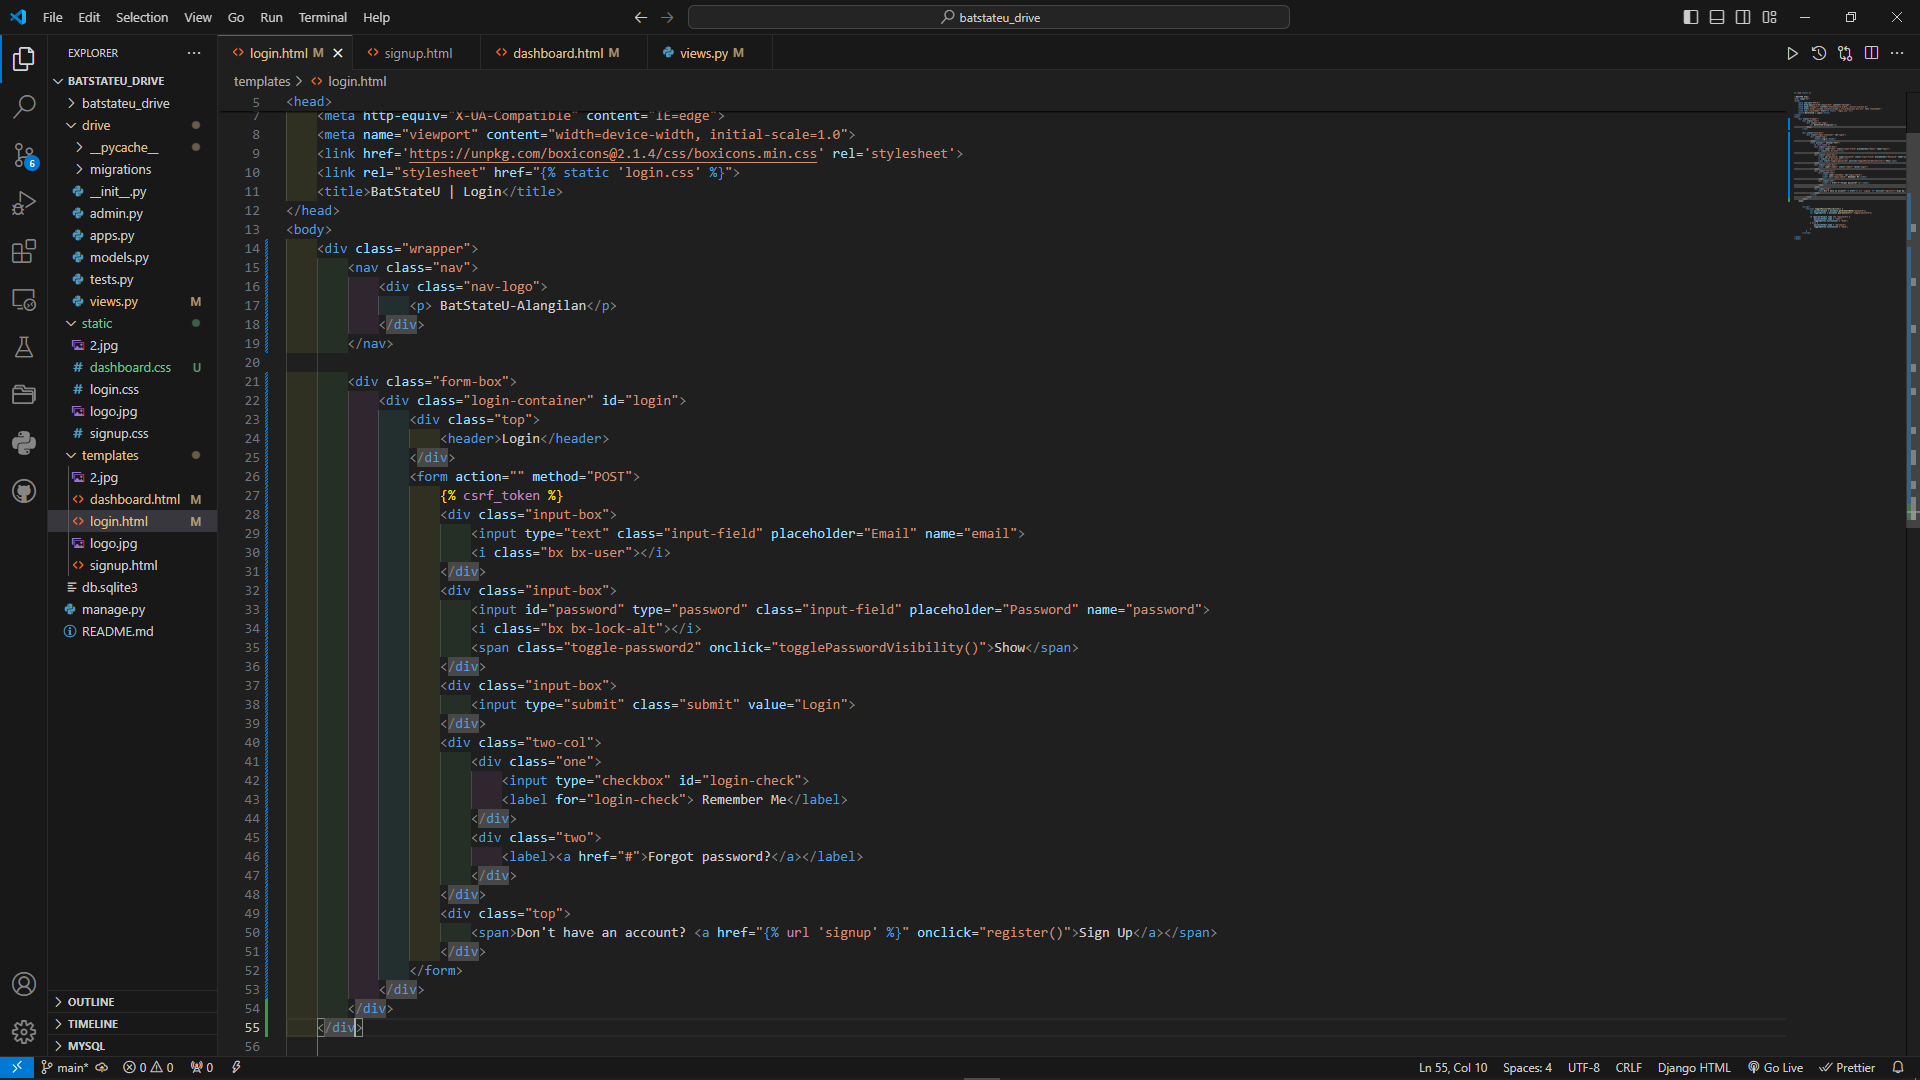 File Edit Selection View Go Run Terminal Help
batstateu_drive
EXPLORER
BATSTATEU_DRIVE
batstateu_drive
drive
__pycache__
migrations
__init__.py
admin.py
apps.py
models.py
tests.py
views.py M
static
2.jpg
dashboard.css U
login.css
logo.jpg
signup.css
templates
2.jpg
dashboard.html M
login.html M
logo.jpg
signup.html
db.sqlite3
manage.py
README.md
OUTLINE
TIMELINE
MYSQL
6
login.html M signup.html dashboard.html M views.py M
templates > login.html
5 <head>
7 <meta http-equiv="X-UA-Compatible" content="IE=edge">
8 <meta name="viewport" content="width=device-width, initial-scale=1.0">
9 <link href='https://unpkg.com/boxicons@2.1.4/css/boxicons.min.css' rel='stylesheet'>
10 <link rel="stylesheet" href="{% static 'login.css' %}">
11 <title>BatStateU | Login</title>
12 </head>
13 <body>
14 <div class="wrapper">
15 <nav class="nav">
16 <div class="nav-logo">
17 <p> BatStateU-Alangilan</p>
18 </div>
19 </nav>
20
21 <div class="form-box">
22 <div class="login-container" id="login">
23 <div class="top">
24 <header>Login</header>
25 </div>
26 <form action="" method="POST">
27 {% csrf_token %}
28 <div class="input-box">
29 <input type="text" class="input-field" placeholder="Email" name="email">
30 <i class="bx bx-user"></i>
31 </div>
32 <div class="input-box">
33 <input id="password" type="password" class="input-field" placeholder="Password" name="password">
34 <i class="bx bx-lock-alt"></i>
35 <span class="toggle-password2" onclick="togglePasswordVisibility()">Show</span>
36 </div>
37 <div class="input-box">
38 <input type="submit" class="submit" value="Login">
39 </div>
40 <div class="two-col">
41 <div class="one">
42 <input type="checkbox" id="login-check">
43 <label for="login-check"> Remember Me</label>
44 </div>
45 <div class="two">
46 <label><a href="#">Forgot password?</a></label>
47 </div>
48 </div>
49 <div class="top">
50 <span>Don't have an account? <a href="{% url 'signup' %}" onclick="register()">Sign Up</a></span>
51 </div>
52 </form>
53 </div>
54 </div>
55 </div>
56
main* 0 0 0 Ln 55, Col 10 Spaces: 4 UTF-8 CRLF Django HTML Go Live Prettier